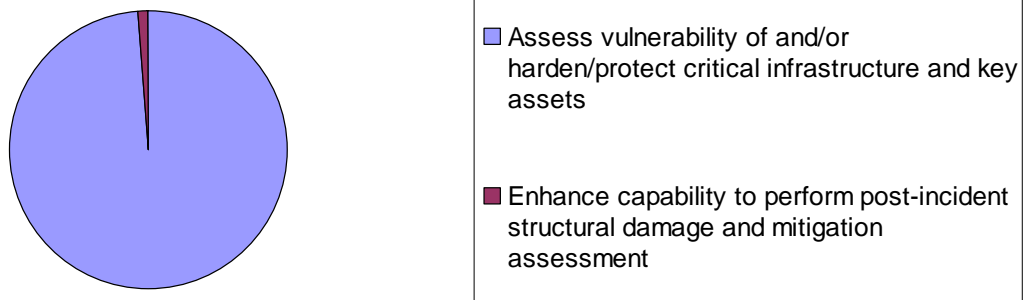 Assess vulnerability of and/or
harden/protect critical infrastructure and key
assets
Enhance capability to perform post-incident
structural damage and mitigation
assessment